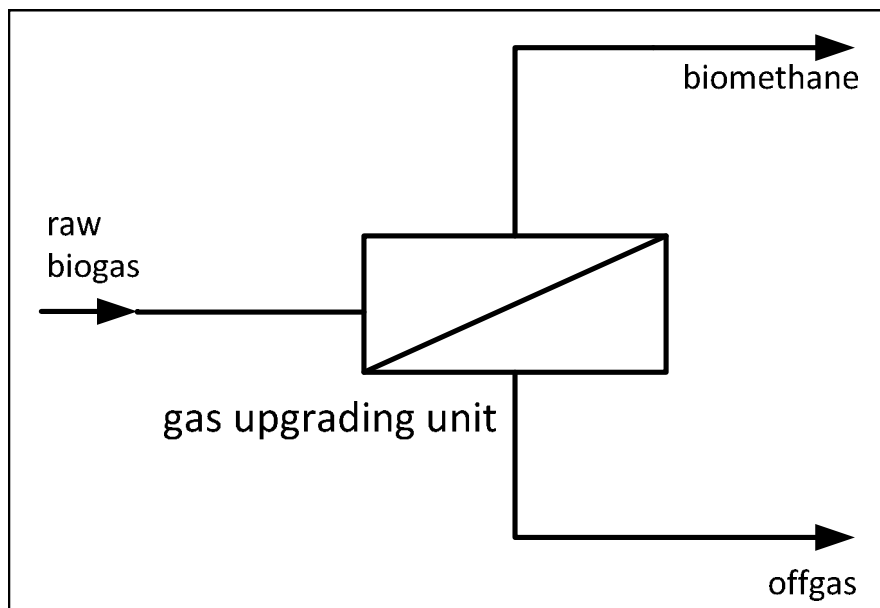 biomethane
raw
biogas
gas upgrading unit
offgas